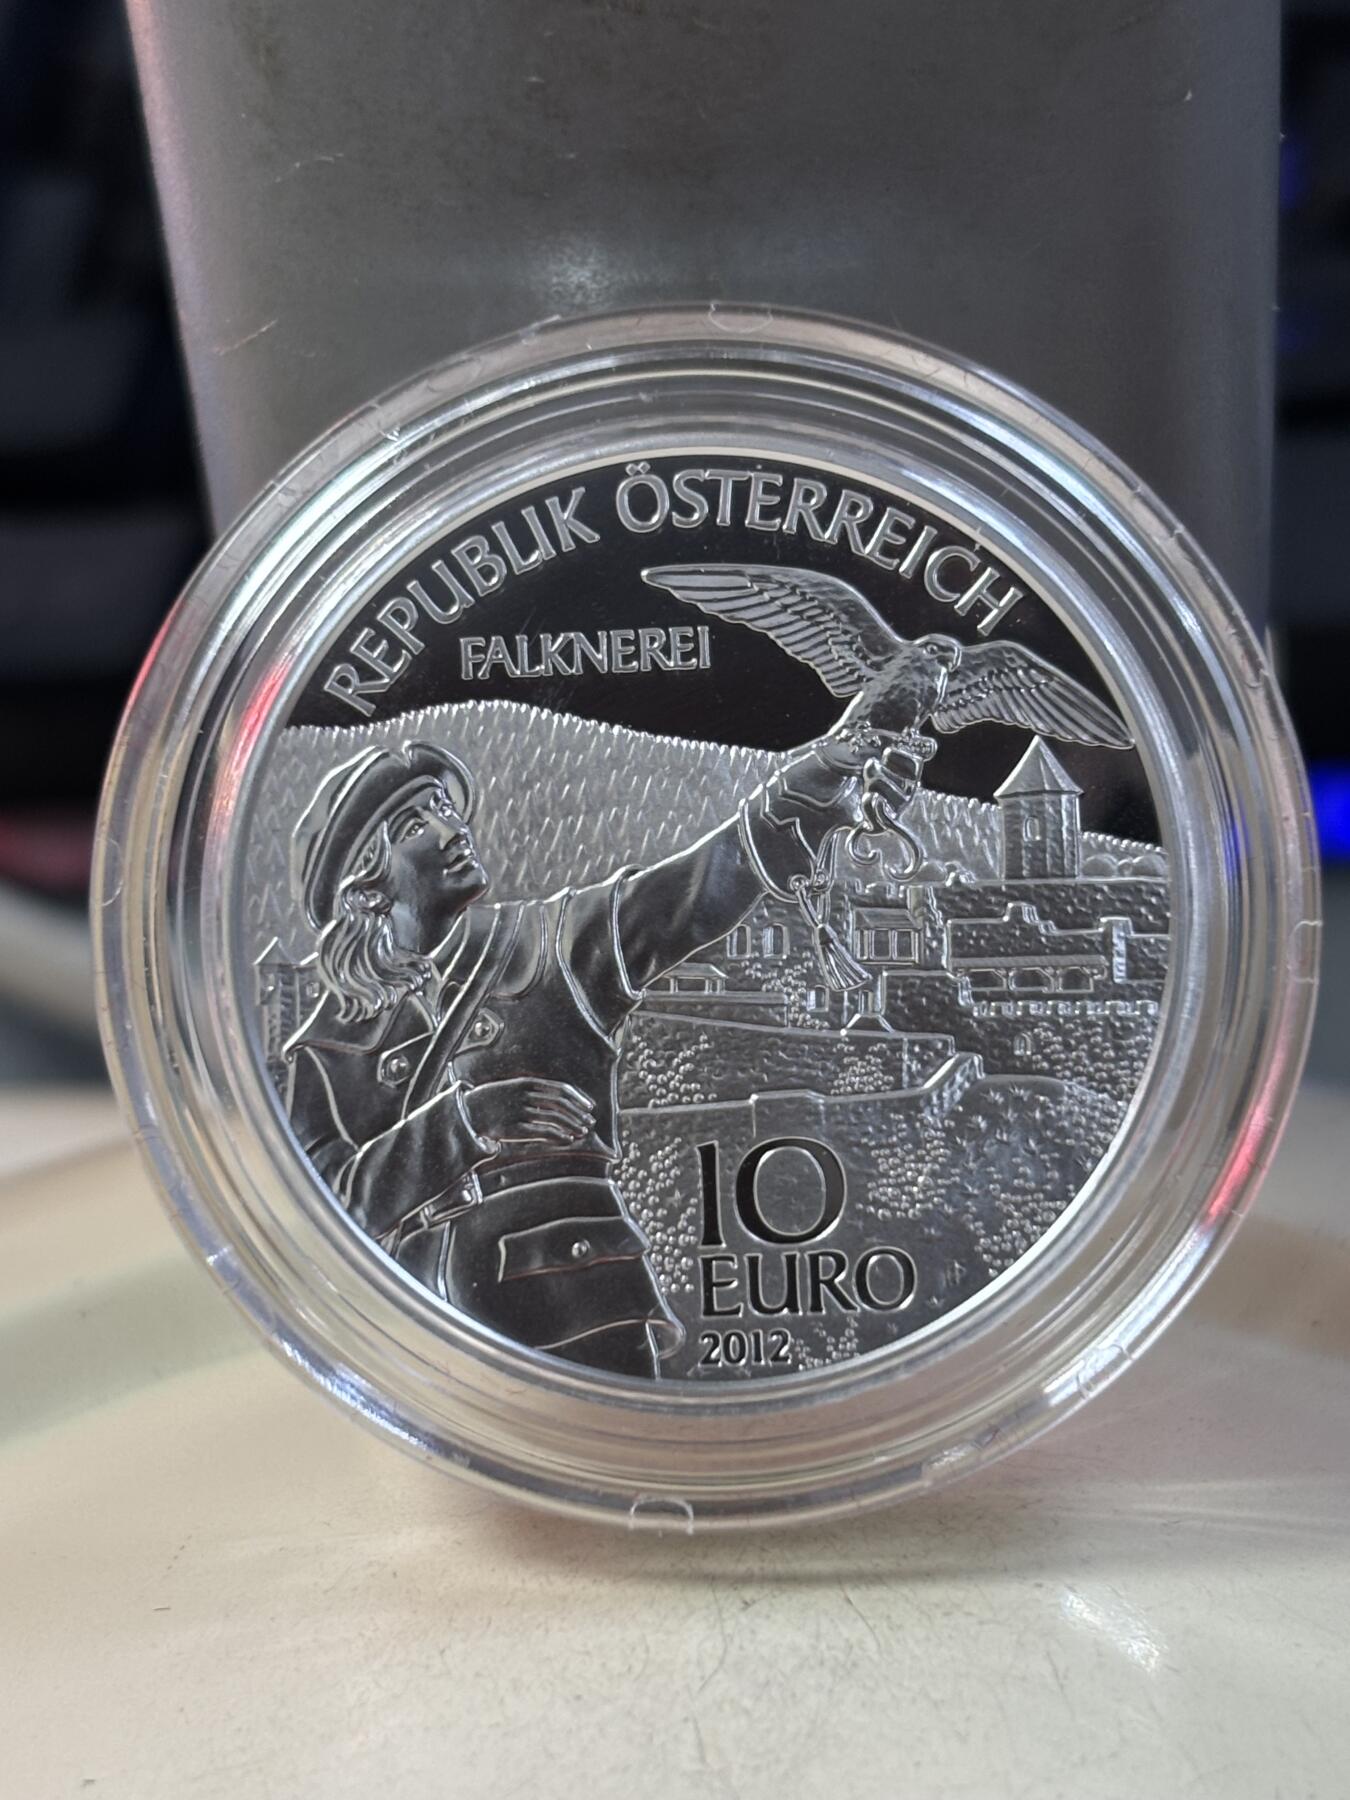 REPUBLIK ÖSTERREICH
FALKNEREI
10
EURO
2012